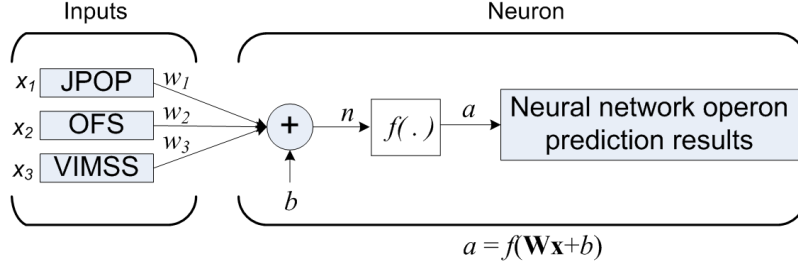 Inputs
Neuron
x1 JPOP w1
x2 OFS w2
x3 VIMSS w3
+
n
f( . )
a
b
Neural network operon
prediction results
a = f(Wx+b)